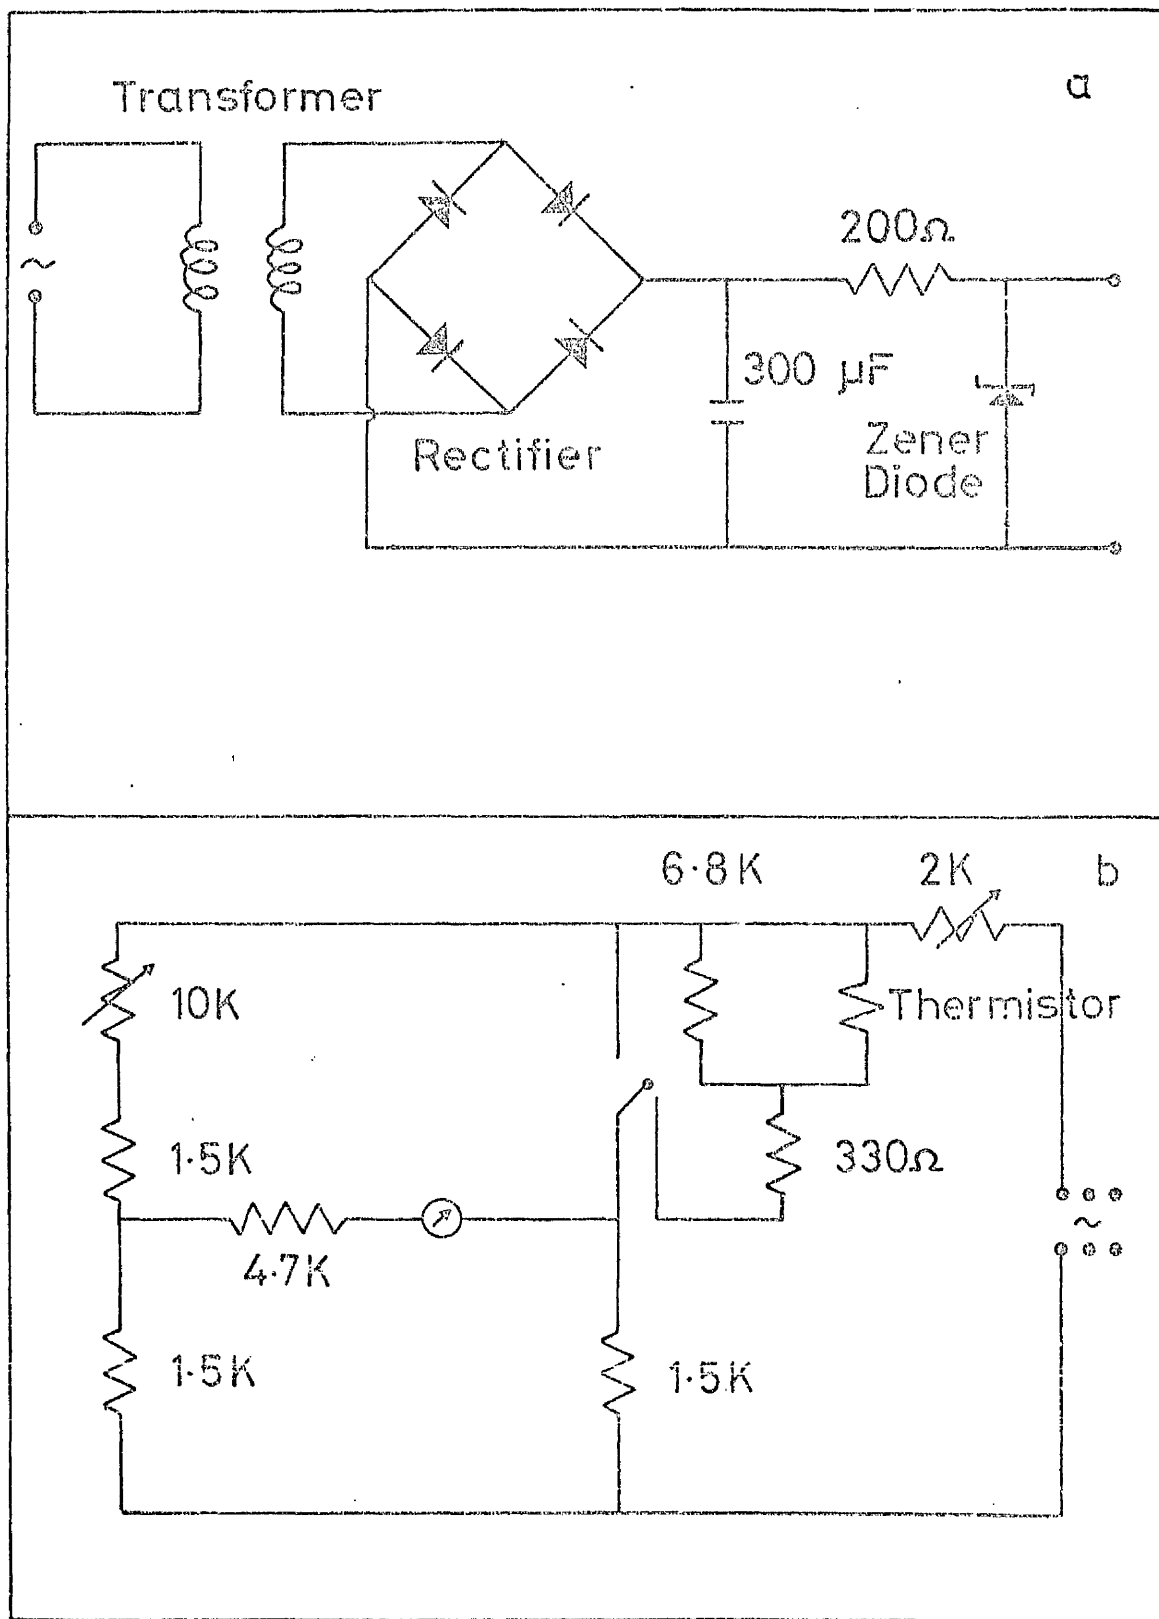 a
Transformer
~
200Ω
300 µF
Rectifier
Zener
Diode
b
6·8K
2K
10K
Thermistor
1·5K
330Ω
~
4·7K
1·5K
1·5K